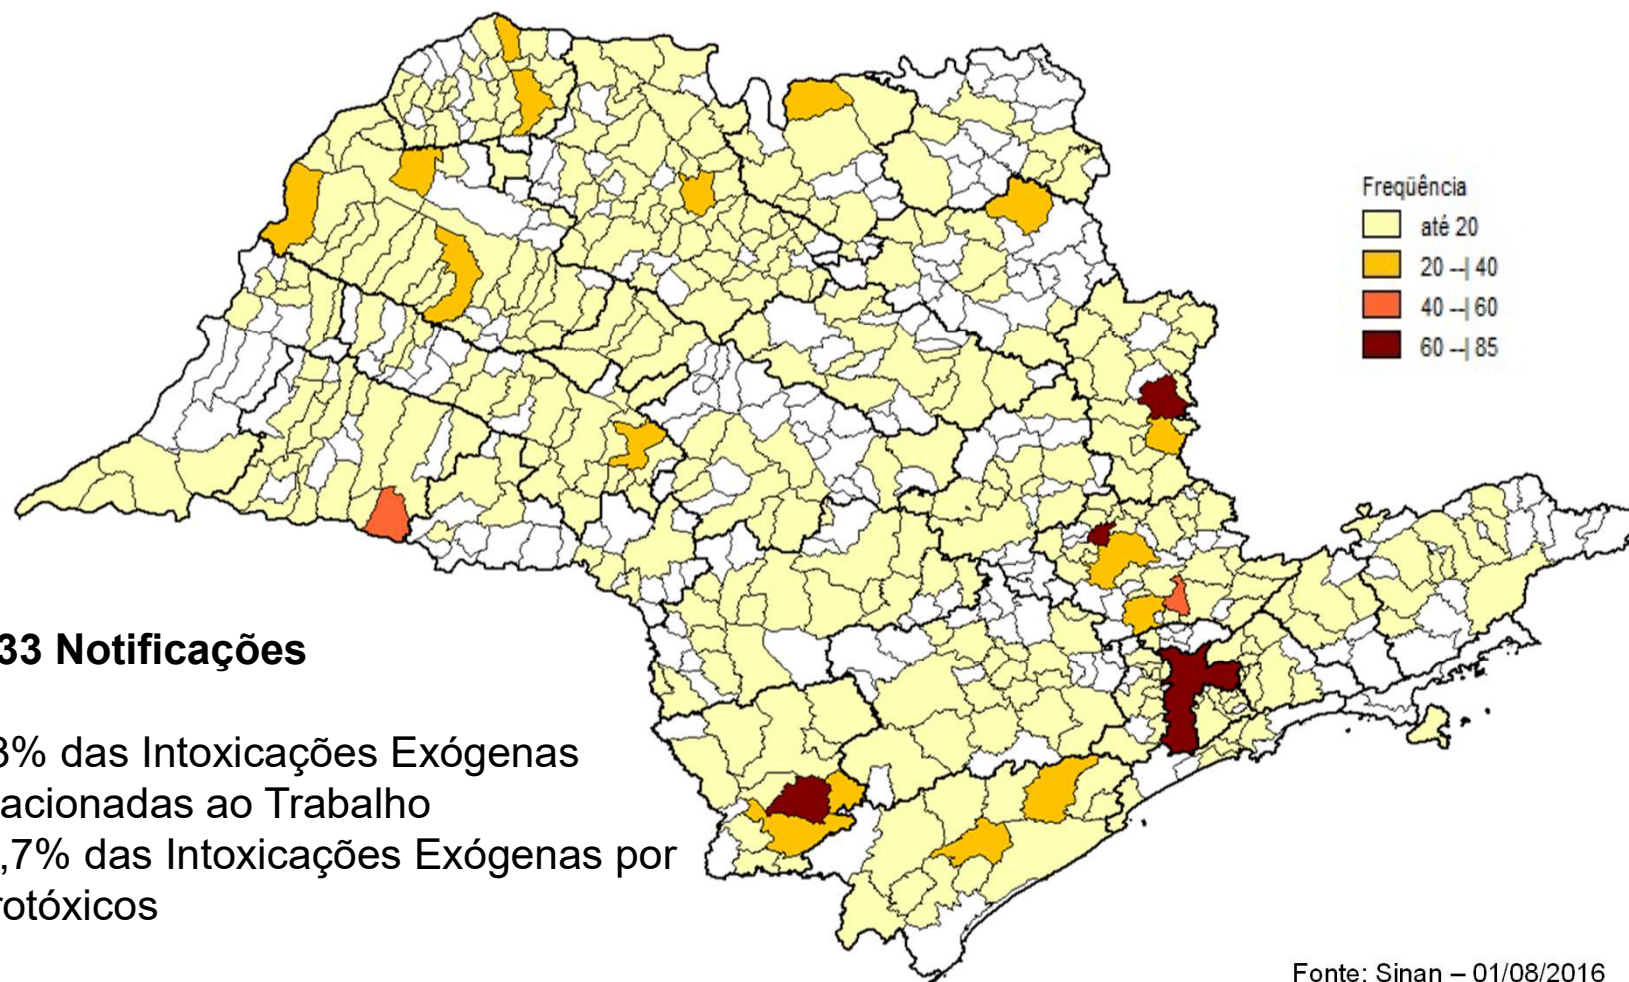 Freqüência
até 20
20 --| 40
40 --| 60
60 --| 85
33 Notificações
3% das Intoxicações Exógenas
acionadas ao Trabalho
,7% das Intoxicações Exógenas por
rotóxicos
Fonte: Sinan – 01/08/2016